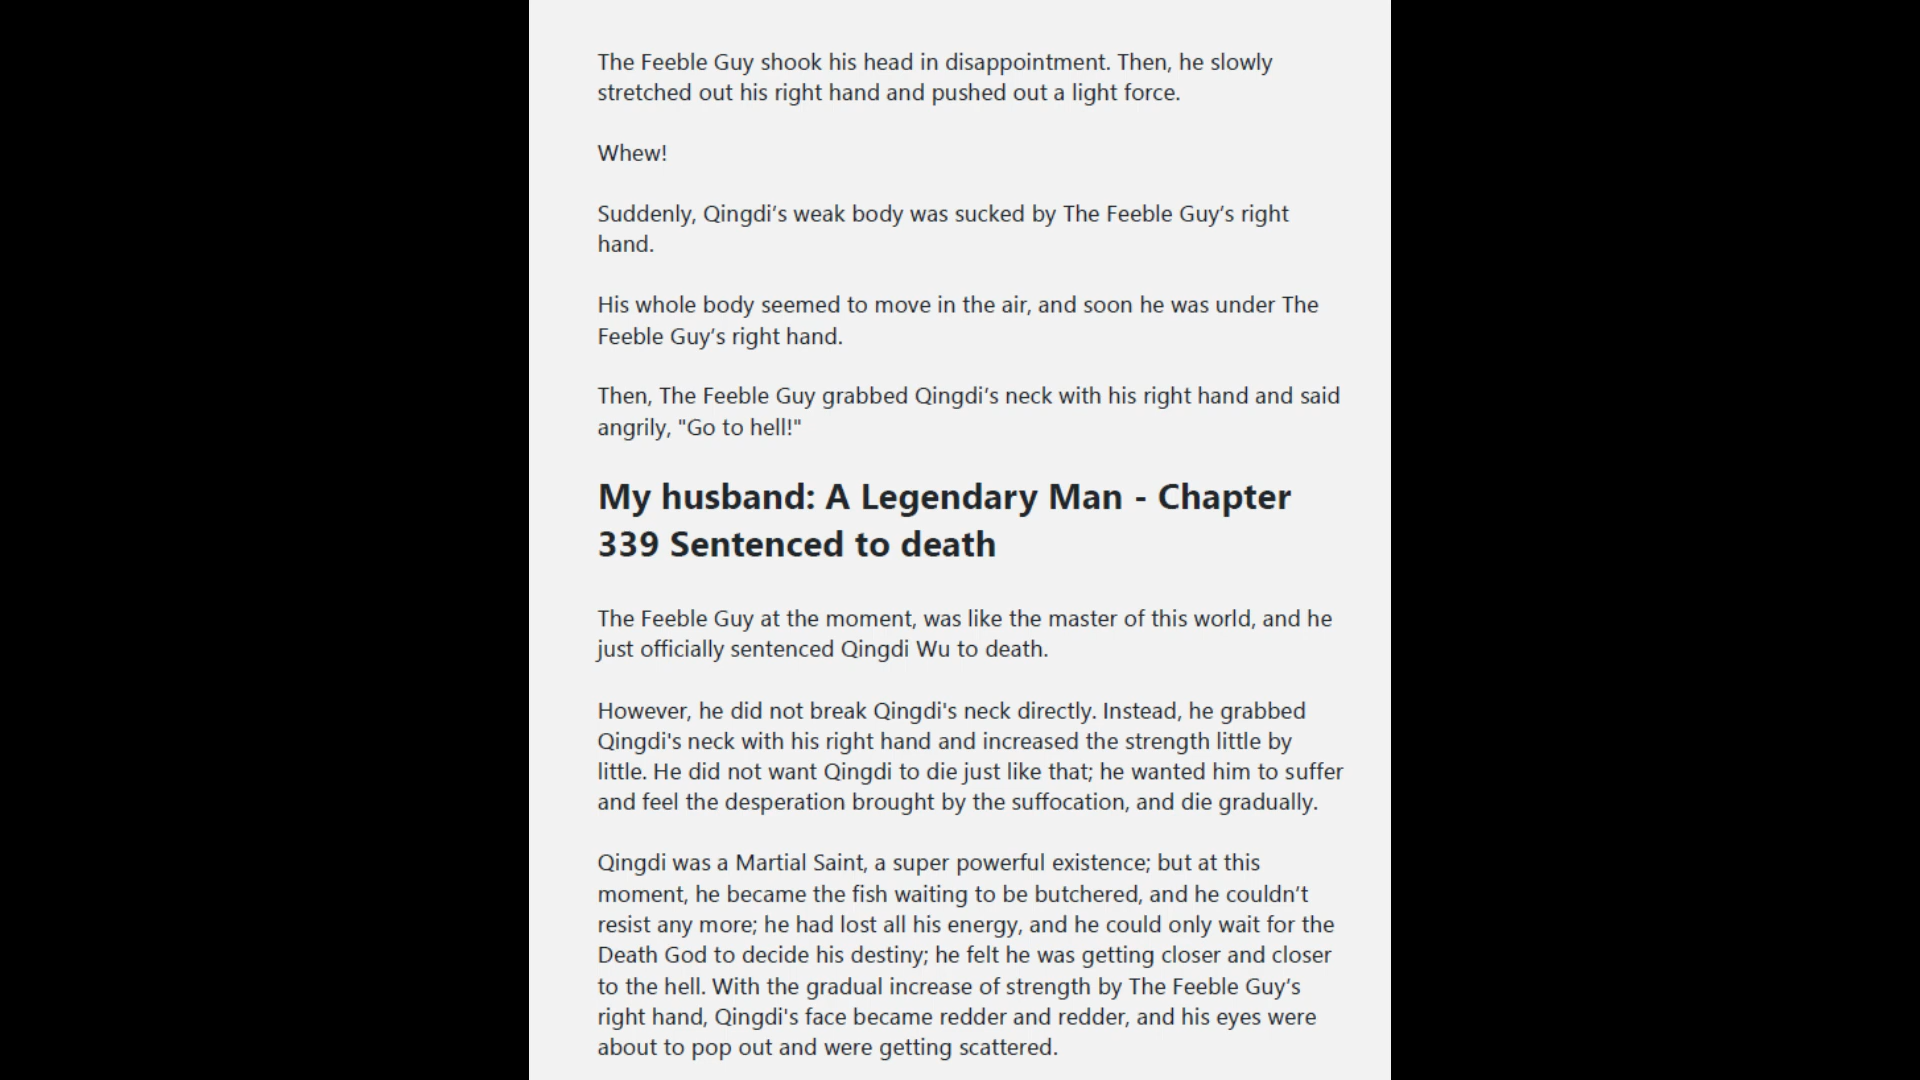 The Feeble Guy shook his head in disappointment. Then, he slowly
stretched out his right hand and pushed out a light force.
Whew!
Suddenly, Qingdi’s weak body was sucked by The Feeble Guy’s right
hand.
His whole body seemed to move in the air, and soon he was under The
Feeble Guy’s right hand.
Then, The Feeble Guy grabbed Qingdi’s neck with his right hand and said
angrily, "Go to hell!"
My husband: A Legendary Man - Chapter
339 Sentenced to death
The Feeble Guy at the moment, was like the master of this world, and he
just officially sentenced Qingdi Wu to death.
However, he did not break Qingdi's neck directly. Instead, he grabbed
Qingdi's neck with his right hand and increased the strength little by
little. He did not want Qingdi to die just like that; he wanted him to suffer
and feel the desperation brought by the suffocation, and die gradually.
Qingdi was a Martial Saint, a super powerful existence; but at this
moment, he became the fish waiting to be butchered, and he couldn’t
resist any more; he had lost all his energy, and he could only wait for the
Death God to decide his destiny; he felt he was getting closer and closer
to the hell. With the gradual increase of strength by The Feeble Guy’s
right hand, Qingdi's face became redder and redder, and his eyes were
about to pop out and were getting scattered.